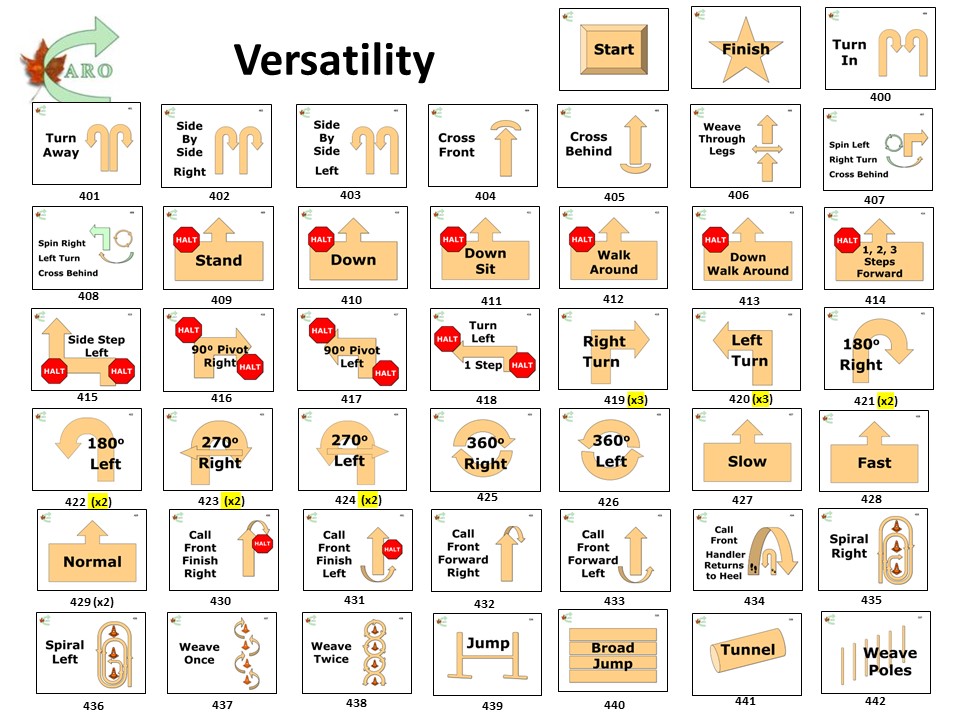 ARO
Versatility
Start
Finish
Turn
In
400
Turn
Away
401
Side
By
Side
Right
402
Side
By
Side
Left
403
Cross
Front
404
Cross
Behind
405
Weave
Through
Legs
406
Spin Left
Right Turn
Cross Behind
407
Spin Right
Left Turn
Cross Behind
408
HALT
Stand
409
HALT
Down
410
HALT
Down
Sit
411
HALT
Walk
Around
412
HALT
Down
Walk Around
413
HALT
1, 2, 3
Steps
Forward
414
Side Step
Left
HALT
HALT
415
HALT
90º Pivot
Right
HALT
416
HALT
90º Pivot
Left
HALT
417
Turn
Left
HALT
1 Step
HALT
418
Right
Turn
419 (x3)
Left
Turn
420 (x3)
180º
Right
421 (x2)
180º
Left
422 (x2)
270º
Right
423 (x2)
270º
Left
424 (x2)
360º
Right
425
360º
Left
426
Slow
427
Fast
428
Normal
429 (x2)
Call
Front
Finish
Right
HALT
430
Call
Front
Finish
Left
HALT
431
Call
Front
Forward
Right
432
Call
Front
Forward
Left
433
Call
Front
Handler
Returns
to Heel
434
Spiral
Right
435
Spiral
Left
436
Weave
Once
437
Weave
Twice
438
Jump
439
Broad
Jump
440
Tunnel
441
Weave
Poles
442